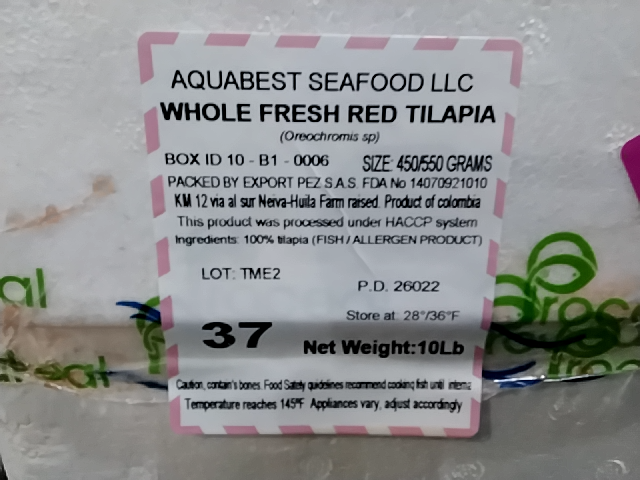 AQUABEST SEAFOOD LLC
WHOLE FRESH RED TILAPIA
(Oreochromis sp)
BOX ID 10 - B1 - 0006 SIZE: 450/550 GRAMS
PACKED BY EXPORT PEZ S.A.S. FDA No 14070921010
KM 12 via al sur Neiva-Huila Farm raised. Product of colombia
This product was processed under HACCP system
Ingredients: 100% tilapia (FISH / ALLERGEN PRODUCT)
LOT: TME2
P.D. 26022
Store at: 28°/36°F
37 Net Weight:10Lb
Caution, contain's bones. Food Safety guidelines recommend cooking fish until interna
Temperature reaches 145°F Appliances vary, adjust accordingly